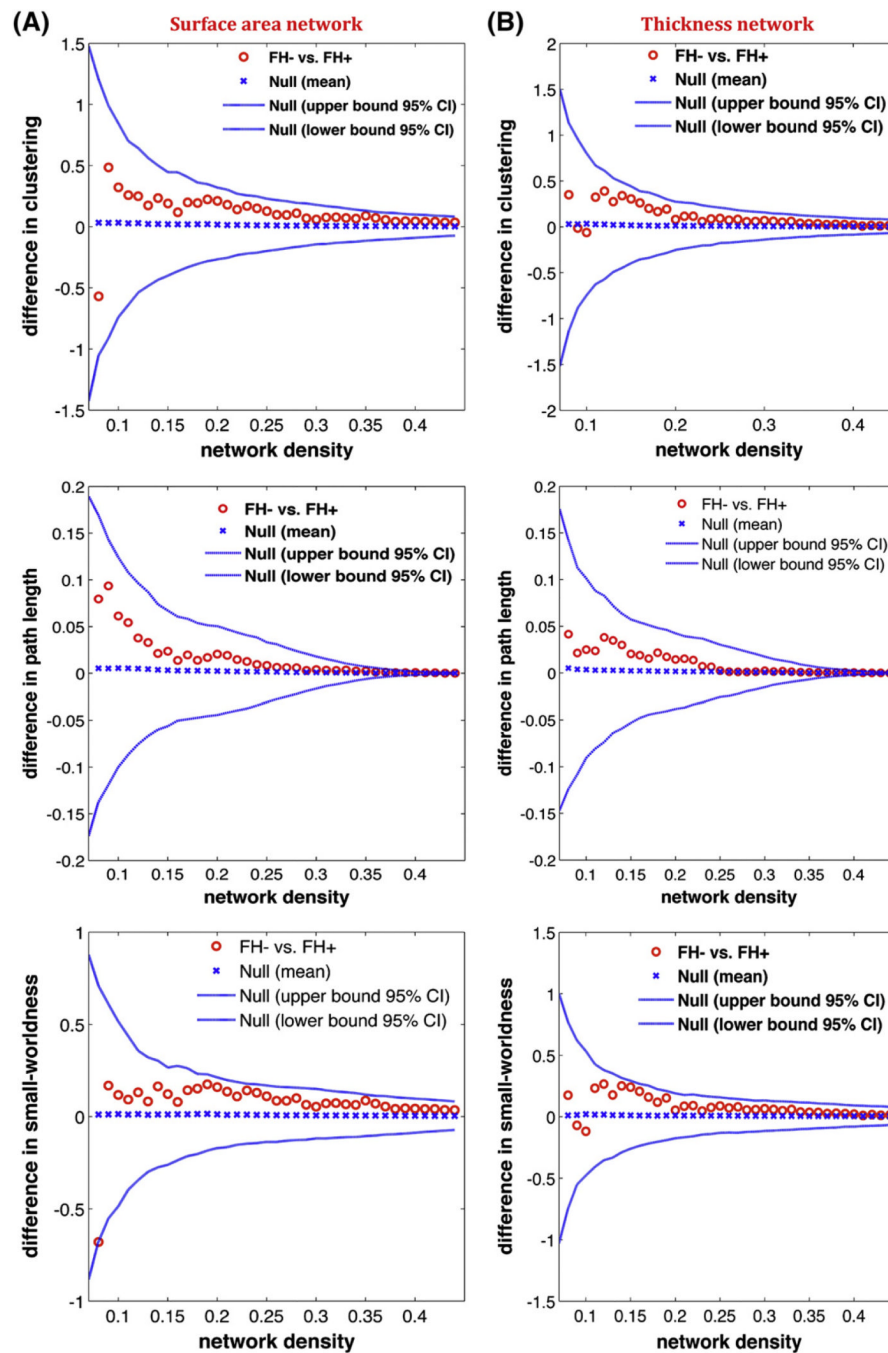 (A)
Surface area network
1.5
1
0.5
0
-0.5
-1
-1.5
0.1 0.15 0.2 0.25 0.3 0.35 0.4
difference in clustering
network density
FH- vs. FH+
Null (mean)
Null (upper bound 95% CI)
Null (lower bound 95% CI)
(B)
Thickness network
2
1.5
1
0.5
0
-0.5
-1
-1.5
-2
0.1 0.2 0.3 0.4
difference in clustering
network density
FH- vs. FH+
Null (mean)
Null (upper bound 95% CI)
Null (lower bound 95% CI)
0.2
0.15
0.1
0.05
0
-0.05
-0.1
-0.15
-0.2
0.1 0.15 0.2 0.25 0.3 0.35 0.4
difference in path length
network density
FH- vs. FH+
Null (mean)
Null (upper bound 95% CI)
Null (lower bound 95% CI)
0.2
0.15
0.1
0.05
0
-0.05
-0.1
-0.15
-0.2
0.1 0.15 0.2 0.25 0.3 0.35 0.4
difference in path length
network density
FH- vs. FH+
Null (mean)
Null (upper bound 95% CI)
Null (lower bound 95% CI)
1
0.5
0
-0.5
-1
0.1 0.15 0.2 0.25 0.3 0.35 0.4
difference in small-worldness
network density
FH- vs. FH+
Null (mean)
Null (upper bound 95% CI)
Null (lower bound 95% CI)
1.5
1
0.5
0
-0.5
-1
-1.5
0.1 0.15 0.2 0.25 0.3 0.35 0.4
difference in small-worldness
network density
FH- vs. FH+
Null (mean)
Null (upper bound 95% CI)
Null (lower bound 95% CI)